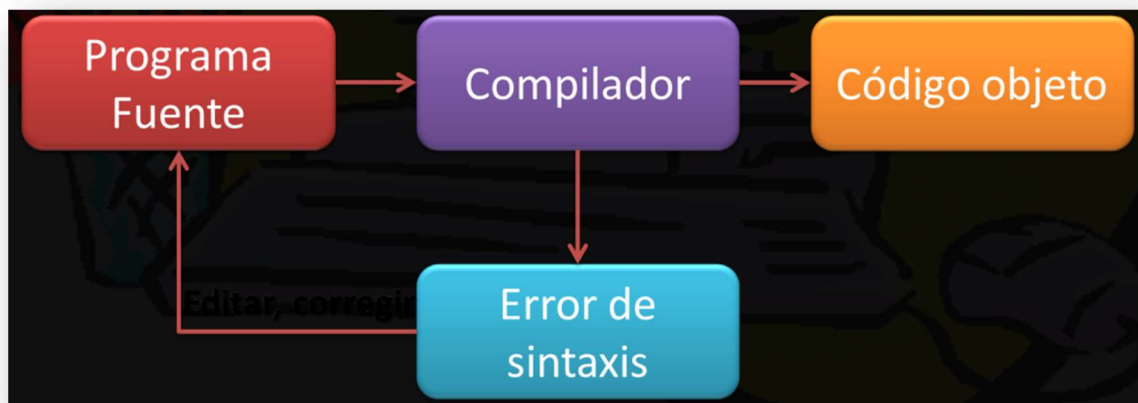 Programa
Fuente
Compilador
Código objeto
Editar, corregir
Error de
sintaxis